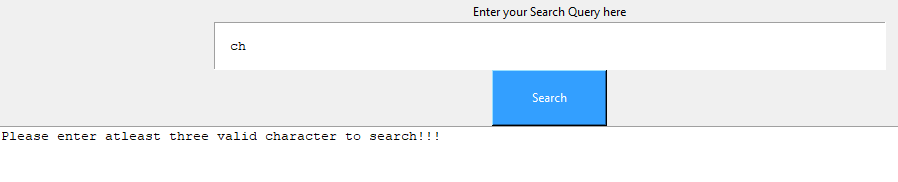 Enter your Search Query here
ch
Search
Please enter atleast three valid character to search!!!